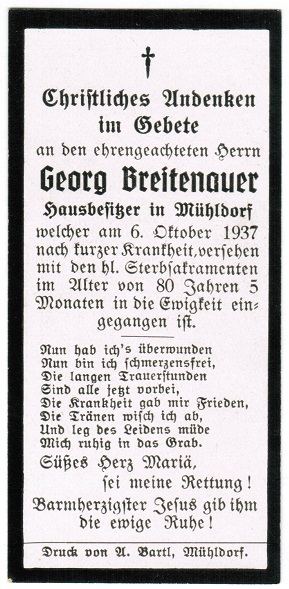 Christliches Andenken
im Gebete
an den ehrengeachteten Herrn
Georg Breitenauer
Hausbesitzer in Mühldorf
welcher am 6. Oktober 1937
nach kurzer Krankheit, versehen
mit den hl. Sterbsakramenten
im Alter von 80 Jahren 5
Monaten in die Ewigkeit ein-
gegangen ist.
Nun hab ich's überwunden
Nun bin ich schmerzensfrei,
Die langen Trauerstunden
Sind alle jetzt vorbei,
Die Krankheit gab mir Frieden,
Die Tränen wisch ich ab,
Und leg des Leidens müde
Mich ruhig in das Grab.
Süßes Herz Mariä,
sei meine Rettung!
Barmherzigster Jesus gib ihm
die ewige Ruhe!
Druck von A. Bartl, Mühldorf.